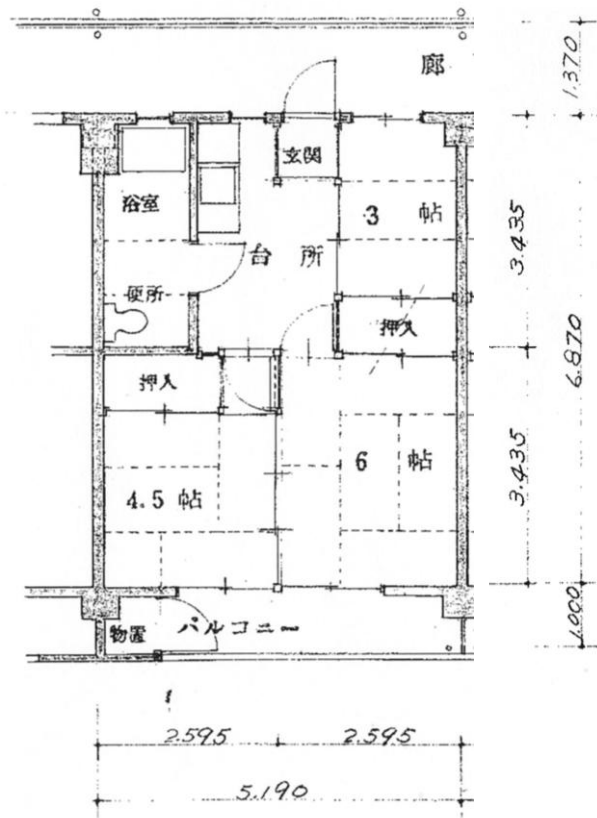 廊
1.370
玄関
浴室
3 帖
台 所
3.435
便所
押入
6.870
押入
6 帖
4.5 帖
3.435
物置
バルコニー
1.000
2.595
2.595
5.190